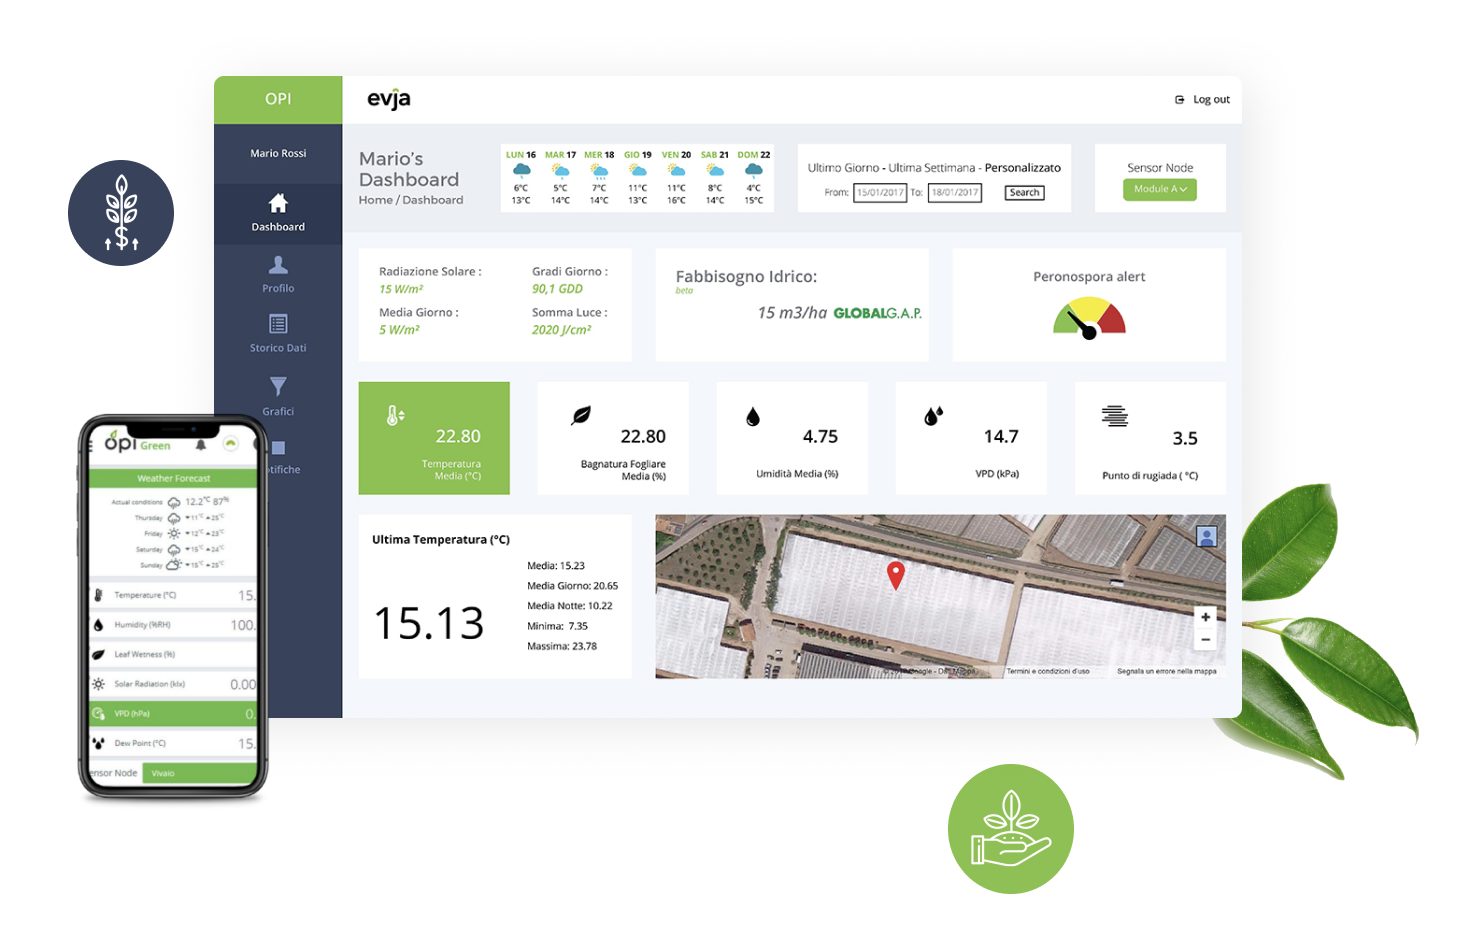 OPI
evja
Log out
Mario Rossi
Dashboard
Profilo
Storico Dati
Grafici
otifiche
Mario's
Dashboard
Home / Dashboard
LUN 16 MAR 17 MER 18 GIO 19 VEN 20 SAB 21 DOM 22
6°C 5°C 7°C 11°C 11°C 8°C 4°C
13°C 14°C 14°C 13°C 16°C 14°C 15°C
Ultimo Giorno - Ultima Settimana - Personalizzato
From: 15/01/2017 To: 18/01/2017 Search
Sensor Node
Module A
Radiazione Solare :
15 W/m²
Media Giorno :
5 W/m²
Gradi Giorno :
90,1 GDD
Somma Luce :
2020 J/cm²
Fabbisogno Idrico:
beta
15 m3/ha GLOBALG.A.P.
Peronospora alert
22.80
Temperatura
Media (°C)
22.80
Bagnatura Fogliare
Media (%)
4.75
Umidità Media (%)
14.7
VPD (kPa)
3.5
Punto di rugiada ( °C)
Ultima Temperatura (°C)
15.13
Media: 15.23
Media Giorno: 20.65
Media Notte: 10.22
Minima: 7.35
Massima: 23.78
+
−
Termini e condizioni d'uso
Segnala un errore nella mappa
opi Green
Weather Forecast
Actual conditions 12.2°C 87%
Thursday 11°C 25°C
Friday 12°C 23°C
Saturday 15°C 24°C
Sunday 15°C 25°C
Temperature (°C) 15.
Humidity (%RH) 100.
Leaf Wetness (%)
Solar Radiation (klx) 0.00
VPD (hPa) 0.
Dew Point (°C) 15.
ensor Node Vivaio